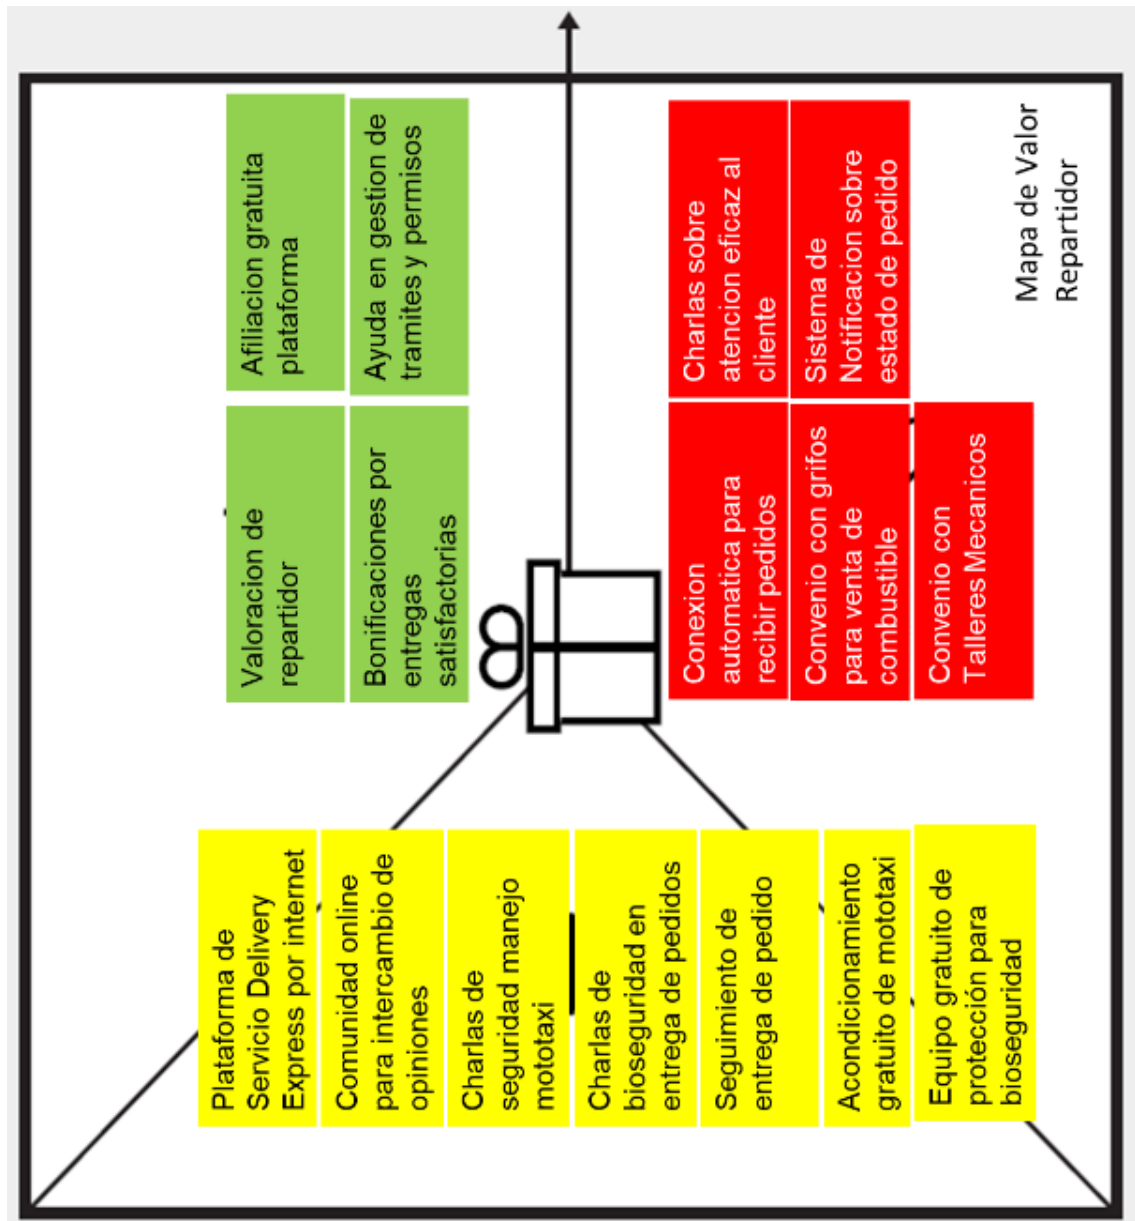 Plataforma de
Servicio Delivery
Express por internet
Comunidad online
para intercambio de
opiniones
Charlas de
seguridad manejo
mototaxi
Charlas de
bioseguridad en
entrega de pedidos
Seguimiento de
entrega de pedido
Acondicionamiento
gratuito de mototaxi
Equipo gratuito de
protección para
bioseguridad
Valoracion de
repartidor
Afiliacion gratuita
plataforma
Bonificaciones por
entregas
satisfactorias
Ayuda en gestion de
tramites y permisos
Conexion
automatica para
recibir pedidos
Charlas sobre
atencion eficaz al
cliente
Convenio con grifos
para venta de
combustible
Sistema de
Notificacion sobre
estado de pedido
Convenio con
Talleres Mecanicos
Mapa de Valor
Repartidor